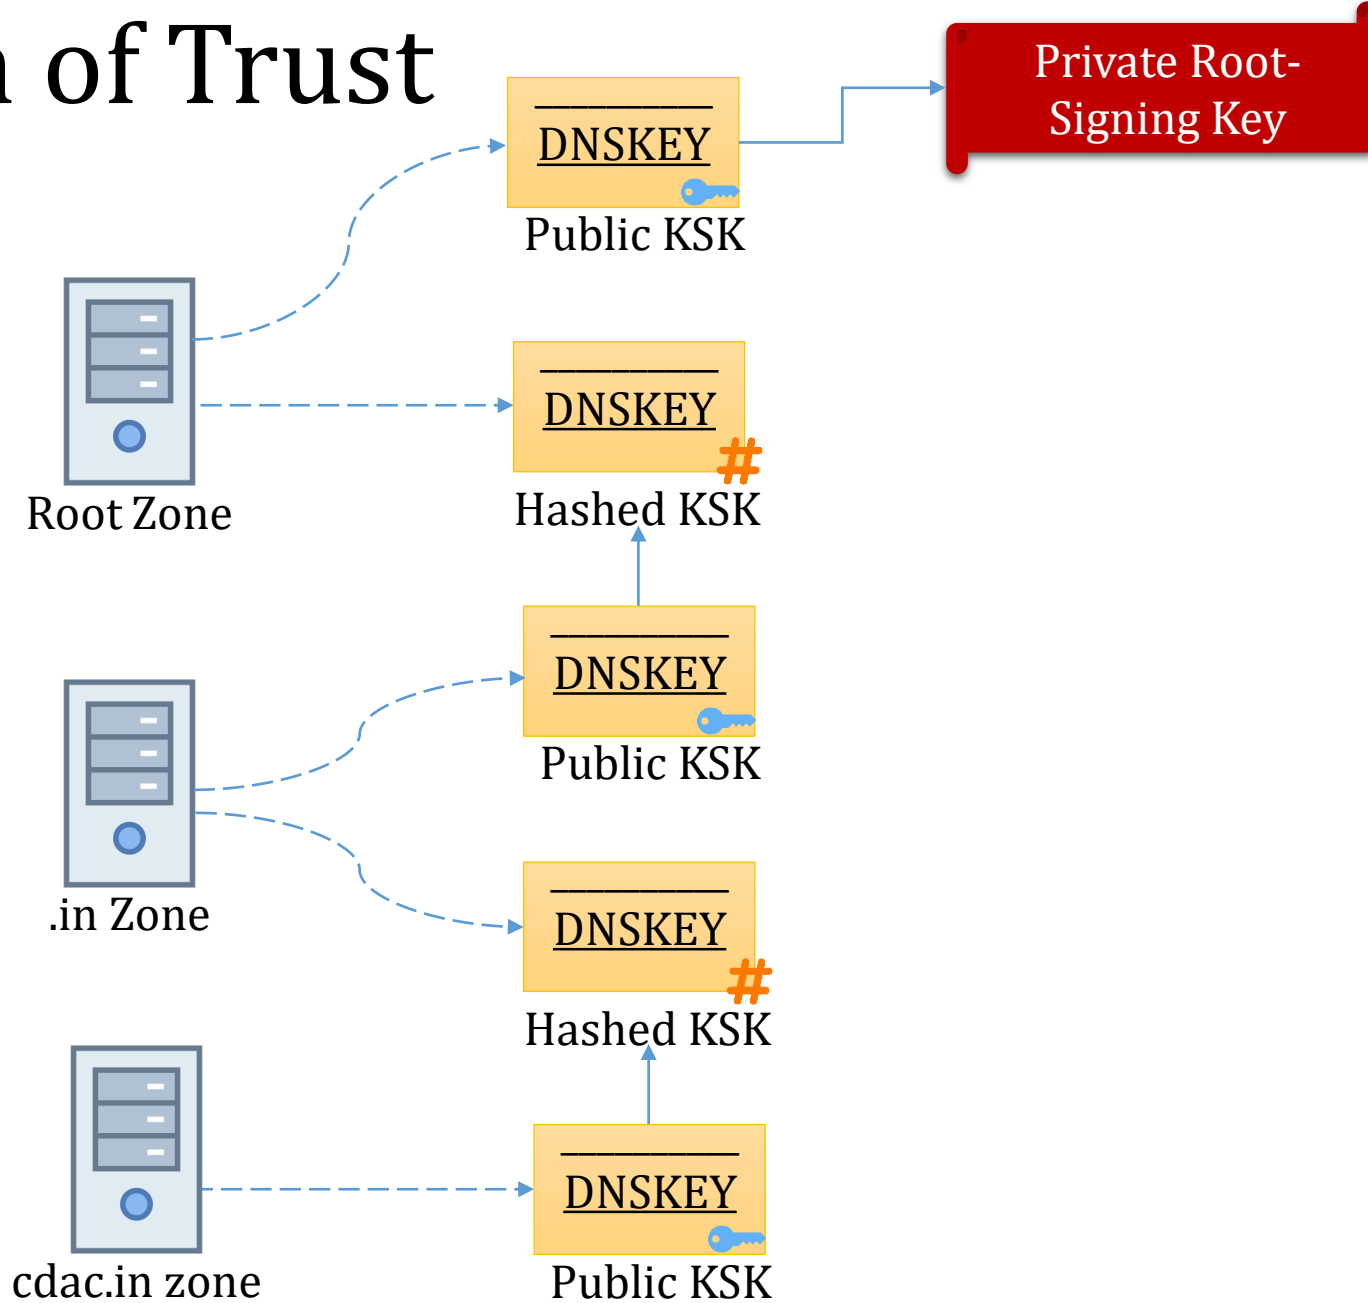 n of Trust
Private Root-
Signing Key
DNSKEY
Public KSK
DNSKEY
Hashed KSK
Root Zone
DNSKEY
Public KSK
.in Zone
DNSKEY
Hashed KSK
DNSKEY
Public KSK
cdac.in zone